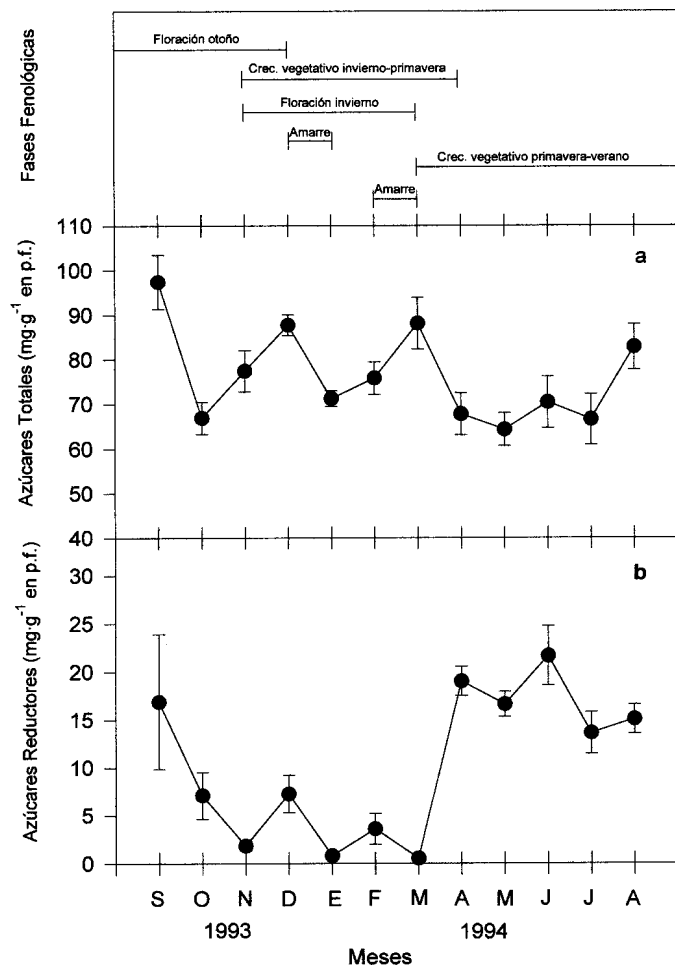 Fases Fenológicas
Floración otoño
Crec. vegetativo invierno-primavera
Floración invierno
Amarre
Crec. vegetativo primavera-verano
Amarre
Azúcares Totales (mg·g⁻¹ en p.f.)
110
100
90
80
70
60
50
a
Azúcares Reductores (mg·g⁻¹ en p.f.)
40
30
25
20
15
10
5
0
b
S O N D E F M A M J J A
1993 1994
Meses